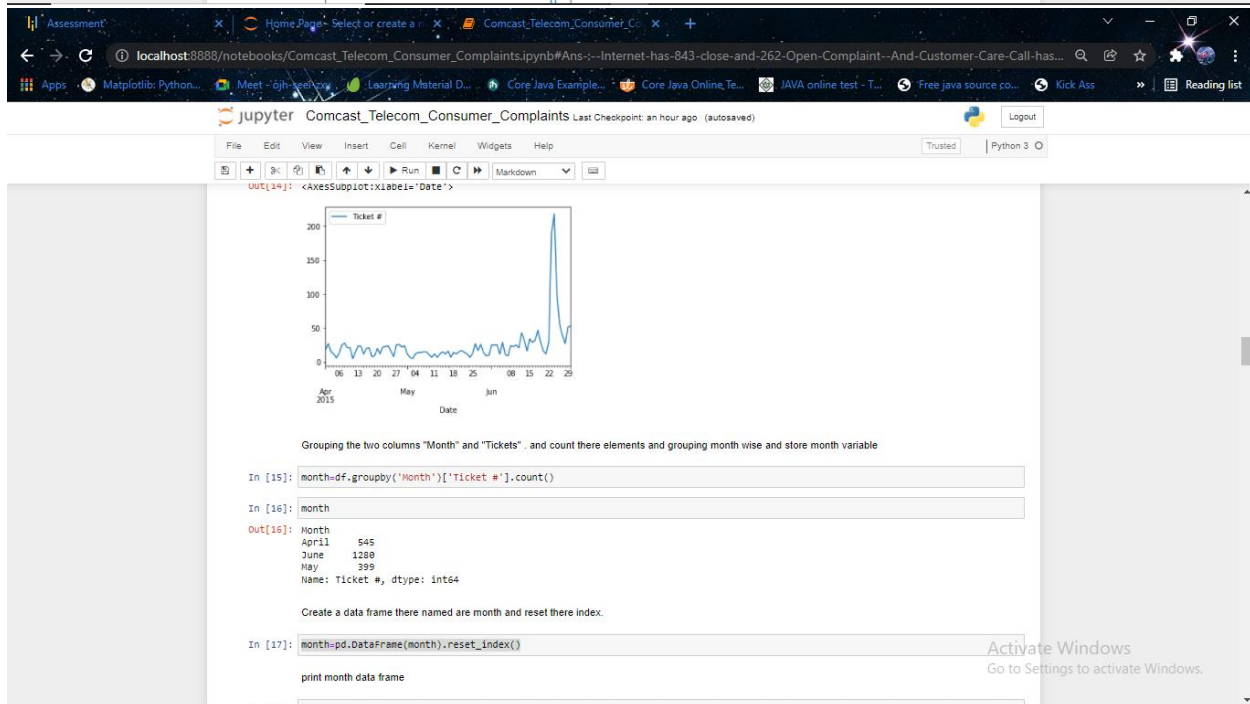 Assessment
Home Page - Select or create a n
Comcast_Telecom_Consumer_Co
localhost:8888/notebooks/Comcast_Telecom_Consumer_Complaints.ipynb#Ans-:--Internet-has-843-close-and-262-Open-Complaint--And-Customer-Care-Call-has...
Apps
Matplotlib: Python...
Meet -
Learning Material D...
Core Java Example...
Core Java Online Te...
JAVA online test - T...
Free java source co...
Kick Ass
»
Reading list
jupyter Comcast_Telecom_Consumer_Complaints Last Checkpoint: an hour ago (autosaved)
Logout
File Edit View Insert Cell Kernel Widgets Help
Trusted
Python 3
Run
Markdown
Out[14]: <AxesSubplot:xlabel='Date'>
Ticket #
200
150
100
50
0
06 13 20 27 04 11 18 25 08 15 22 29
Apr May Jun
2015
Date
Grouping the two columns "Month" and "Tickets" . and count there elements and grouping month wise and store month variable
In [15]: month=df.groupby('Month')['Ticket #'].count()
In [16]: month
Out[16]: Month
April 545
June 1280
May 399
Name: Ticket #, dtype: int64
Create a data frame there named are month and reset there index.
In [17]: month=pd.DataFrame(month).reset_index()
print month data frame
Activate Windows
Go to Settings to activate Windows.